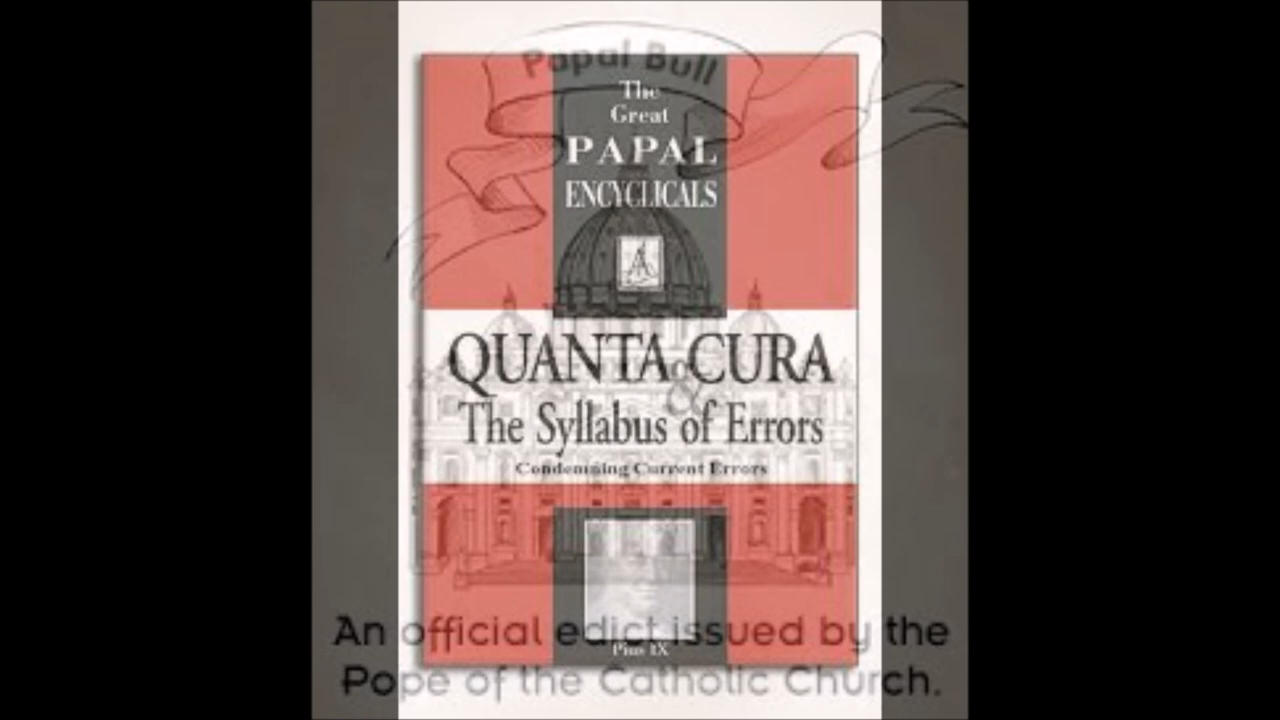 Papal Bull
The
Great
PAPAL
ENCYCLICALS
QUANTA CURA
&
The Syllabus of Errors
Condemning Current Errors
Pius IX
An official edict issued by the
Pope of the Catholic Church.